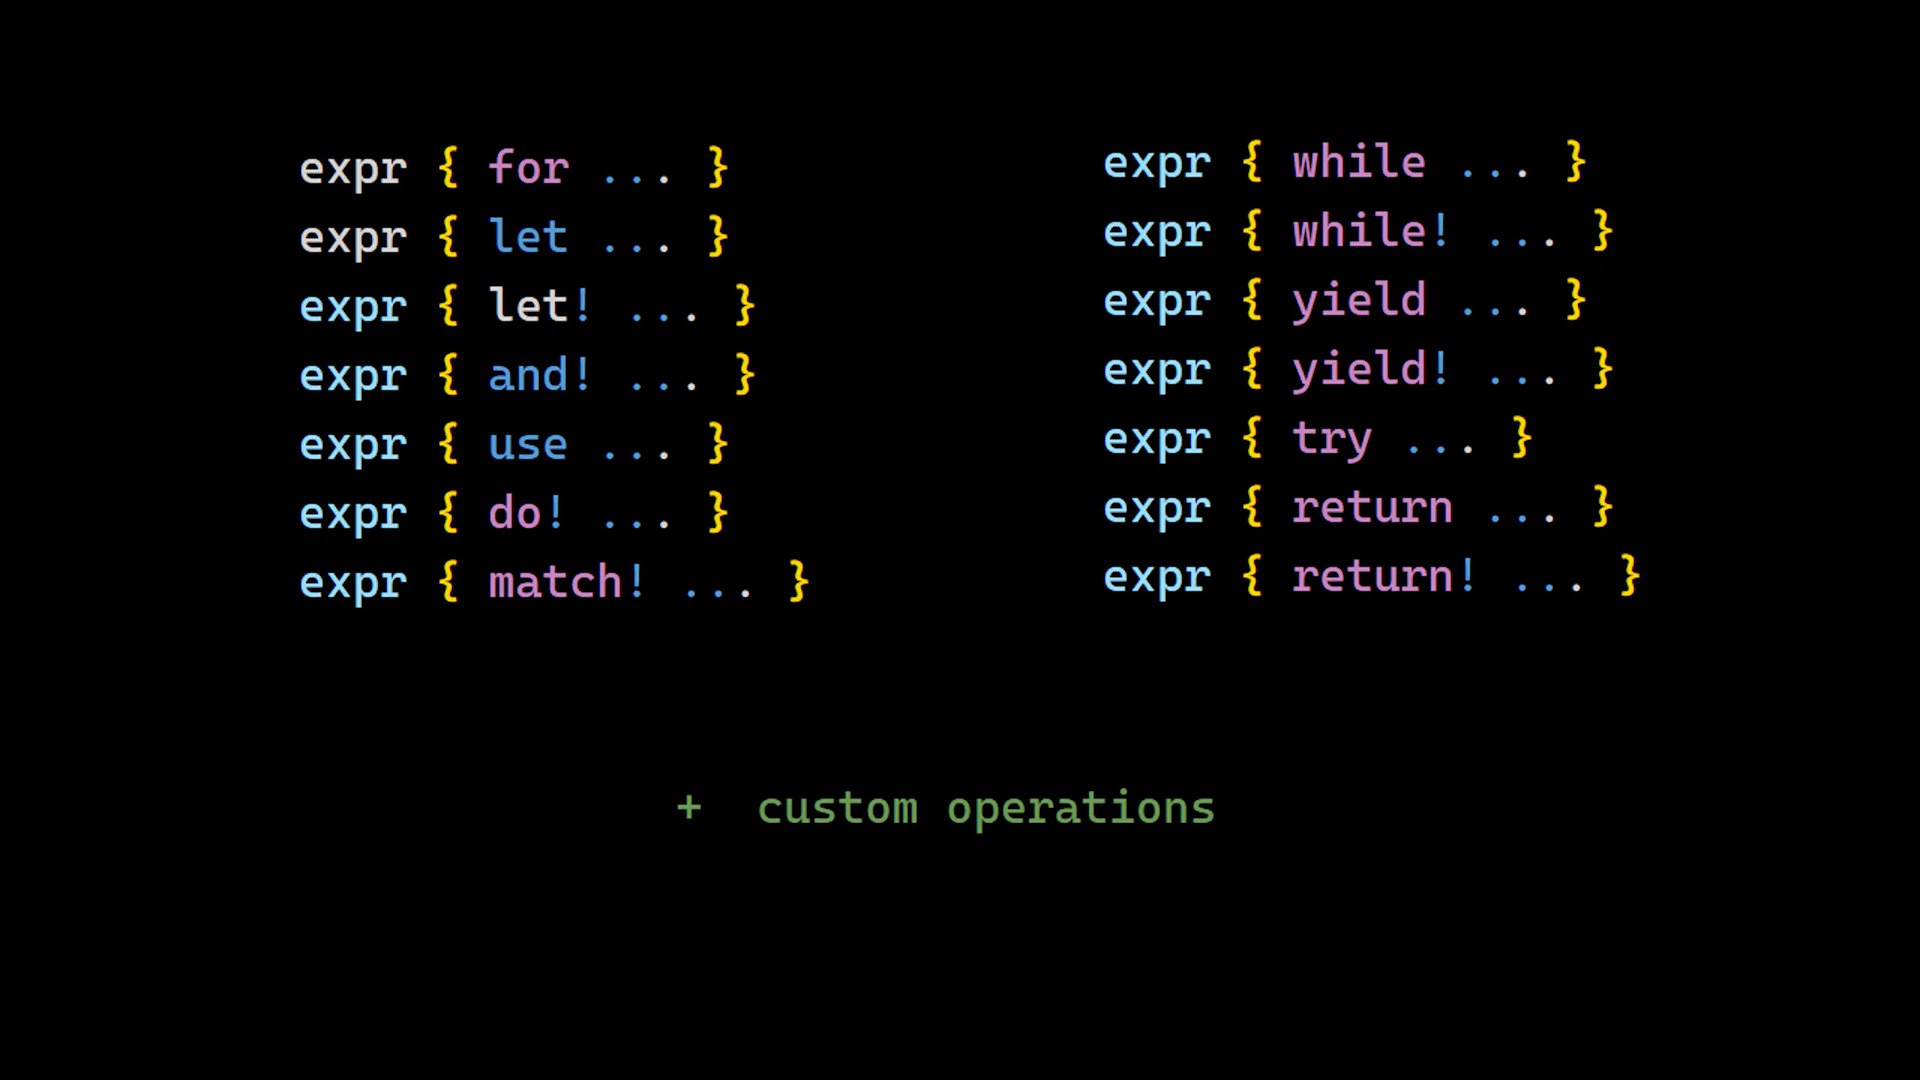 expr { for ... }
expr { let ... }
expr { let! ... }
expr { and! ... }
expr { use ... }
expr { do! ... }
expr { match! ... }
expr { while ... }
expr { while! ... }
expr { yield ... }
expr { yield! ... }
expr { try ... }
expr { return ... }
expr { return! ... }
+ custom operations